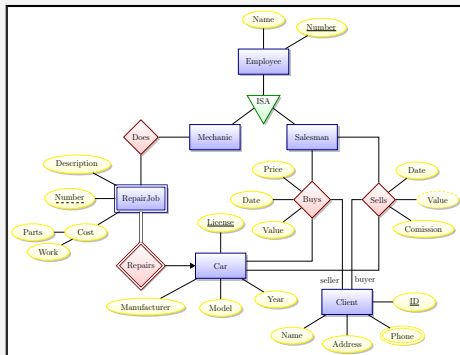 Name
Number
Employee
ISA
Does
Mechanic
Salesman
Description
Price
Date
Number
RepairJob
Date
Buys
Sells
Value
License
Value
Comission
Parts
Cost
Work
Repairs
Car
seller
buyer
Manufacturer
Model
Year
Client
ID
Name
Address
Phone